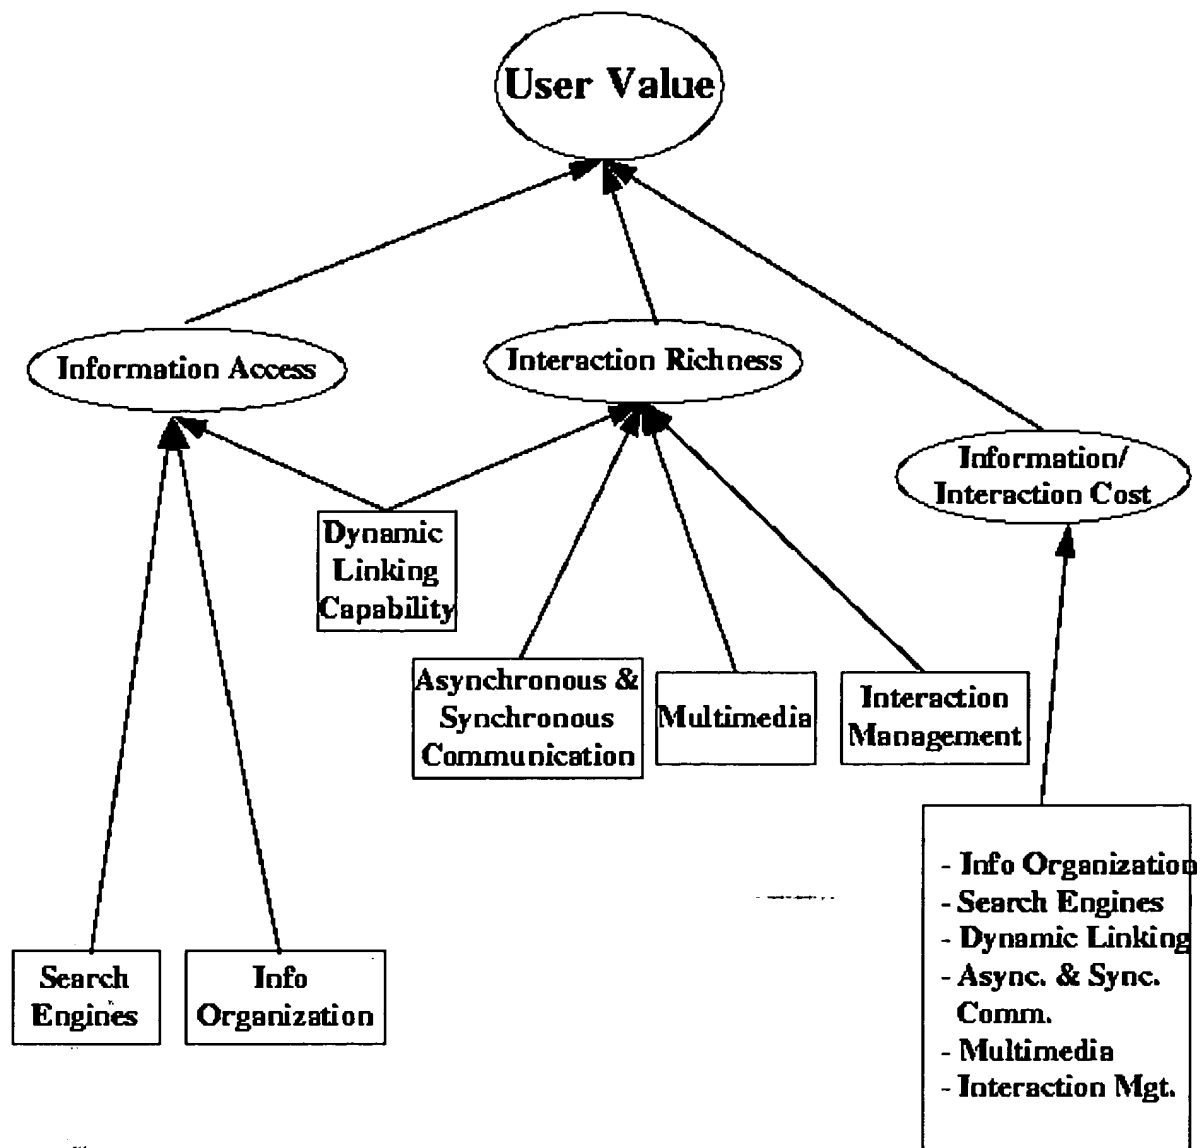 User Value
Information Access
Interaction Richness
Information/
Interaction Cost
Dynamic
Linking
Capability
Asynchronous &
Synchronous
Communication
Multimedia
Interaction
Management
- Info Organization
- Search Engines
- Dynamic Linking
- Async. & Sync.
Comm.
- Multimedia
- Interaction Mgt.
Search
Engines
Info
Organization